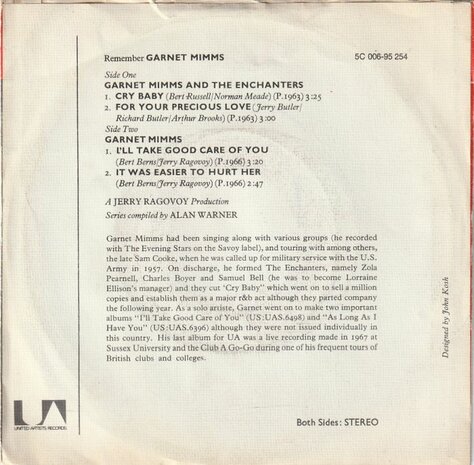 Remember GARNET MIMMS 5C 006-95 254
Side One
GARNET MIMMS AND THE ENCHANTERS
1. CRY BABY (Bert-Russell/Norman Meade) (P.1963) 3:25
2. FOR YOUR PRECIOUS LOVE (Jerry Butler/
Richard Butler/Arthur Brooks) (P.1963) 3:00
Side Two
GARNET MIMMS
1. I'LL TAKE GOOD CARE OF YOU
(Bert Berns/Jerry Ragovoy) (P.1966) 3:20
2. IT WAS EASIER TO HURT HER
(Bert Berns/Jerry Ragovoy) (P.1966) 2:47
A JERRY RAGOVOY Production
Series compiled by ALAN WARNER
Garnet Mimms had been singing along with various groups (he recorded
with The Evening Stars on the Savoy label), and touring with among others,
the late Sam Cooke, when he was called up for military service with the U.S.
Army in 1957. On discharge, he formed The Enchanters, namely Zola
Pearnell, Charles Boyer and Samuel Bell (he was to become Lorraine
Ellison's manager) and they cut 'Cry Baby" which went on to sell a million
copies and establish them as a major r&b act although they parted company
the following year. As a solo artiste, Garnet went on to make two important
albums "I'll Take Good Care of You" (US:UAS.6498) and "As Long As I
Have You" (US:UAS.6396) although they were not issued individually in
this country. His last album for UA was a live recording made in 1967 at
Sussex University and the Club A Go-Go during one of his frequent tours of
British clubs and colleges.
Designed by John Kosh
UA
UNITED ARTISTS RECORDS
Both Sides: STEREO